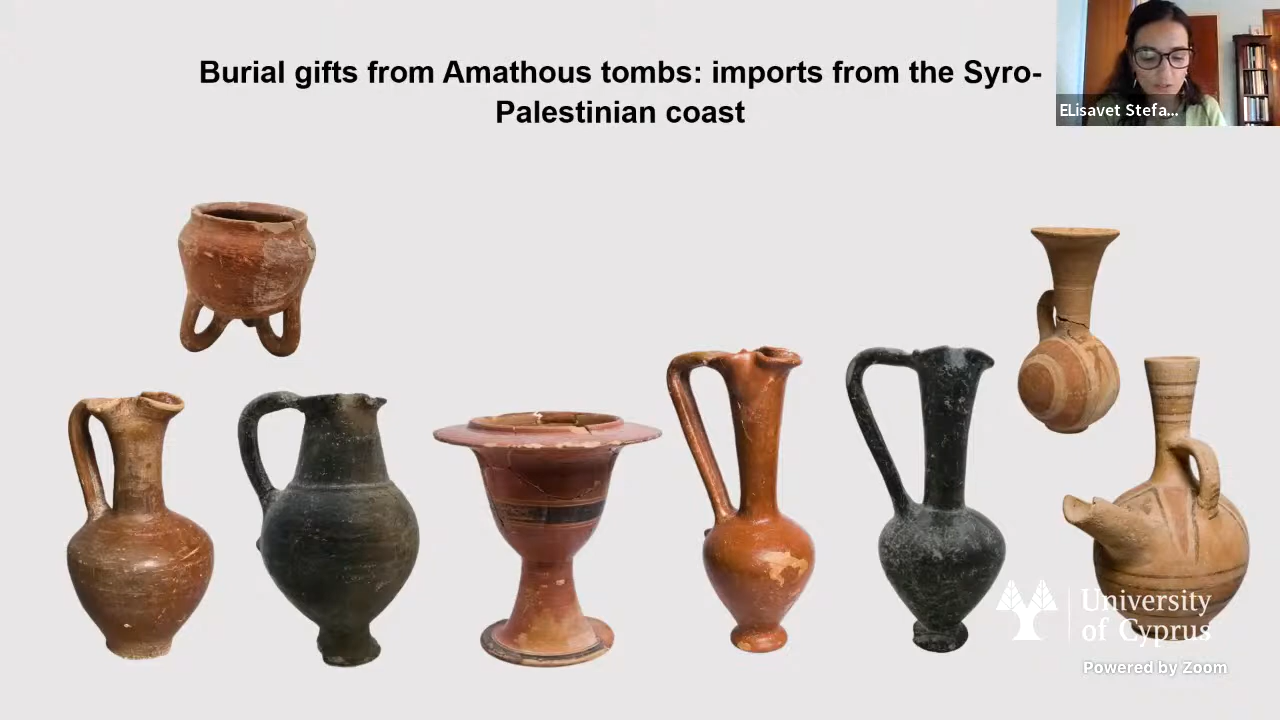 Burial gifts from Amathous tombs: imports from the Syro-
Palestinian coast
ELisavet Stefa...
University
of Cyprus
Powered by Zoom